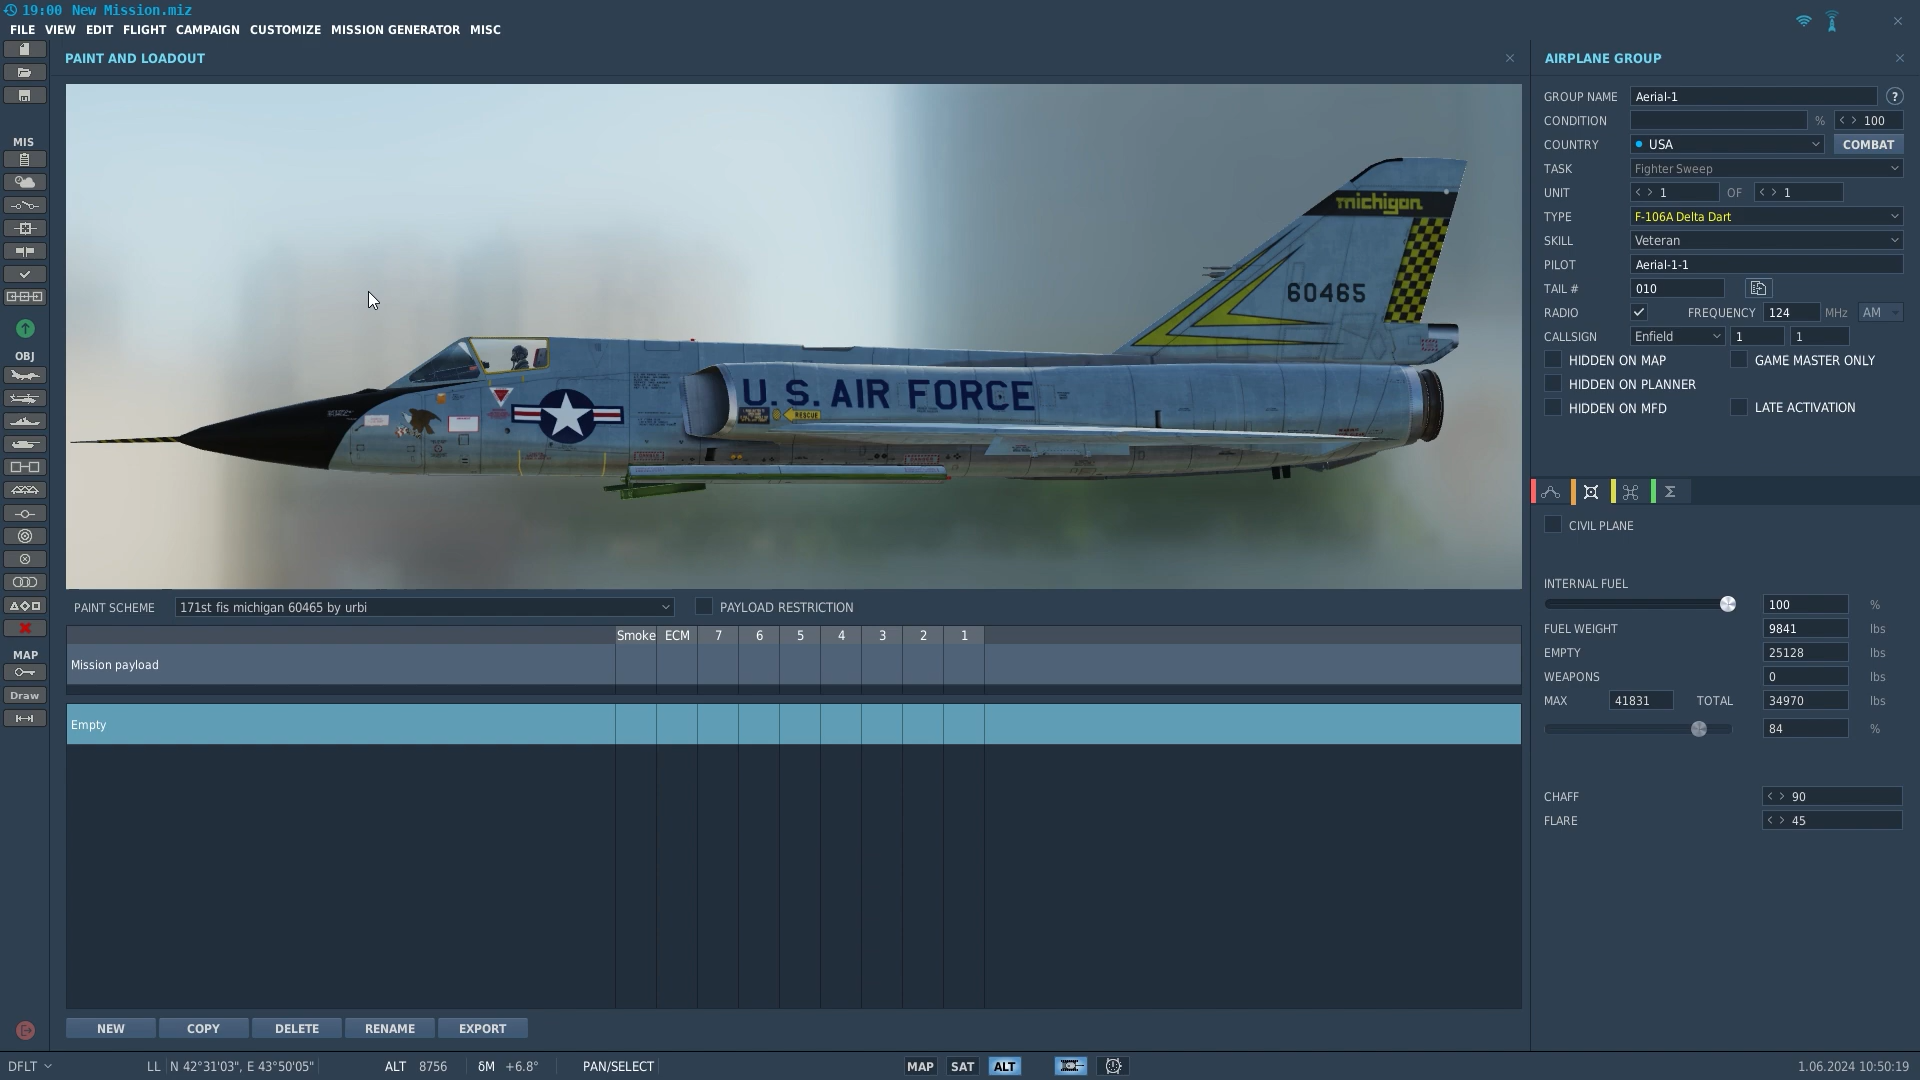 19:00 New Mission.miz
FILE VIEW EDIT FLIGHT CAMPAIGN CUSTOMIZE MISSION GENERATOR MISC
PAINT AND LOADOUT
michigan
60465
U.S. AIR FORCE
RESCUE
MIS
OBJ
MAP
Draw
PAINT SCHEME 171st fis michigan 60465 by urbi PAYLOAD RESTRICTION
Smoke ECM 7 6 5 4 3 2 1
Mission payload
Empty
NEW COPY DELETE RENAME EXPORT
AIRPLANE GROUP
GROUP NAME Aerial-1 ?
CONDITION % < > 100
COUNTRY USA COMBAT
TASK Fighter Sweep
UNIT < > 1 OF < > 1
TYPE F-106A Delta Dart
SKILL Veteran
PILOT Aerial-1-1
TAIL # 010
RADIO FREQUENCY 124 MHz AM
CALLSIGN Enfield 1 1
HIDDEN ON MAP GAME MASTER ONLY
HIDDEN ON PLANNER
HIDDEN ON MFD LATE ACTIVATION
CIVIL PLANE
INTERNAL FUEL
100 %
FUEL WEIGHT 9841 lbs
EMPTY 25128 lbs
WEAPONS 0 lbs
MAX 41831 TOTAL 34970 lbs
84 %
CHAFF < > 90
FLARE < > 45
DFLT LL N 42°31'03", E 43°50'05" ALT 8756 δM +6.8° PAN/SELECT MAP SAT ALT 1.06.2024 10:50:19